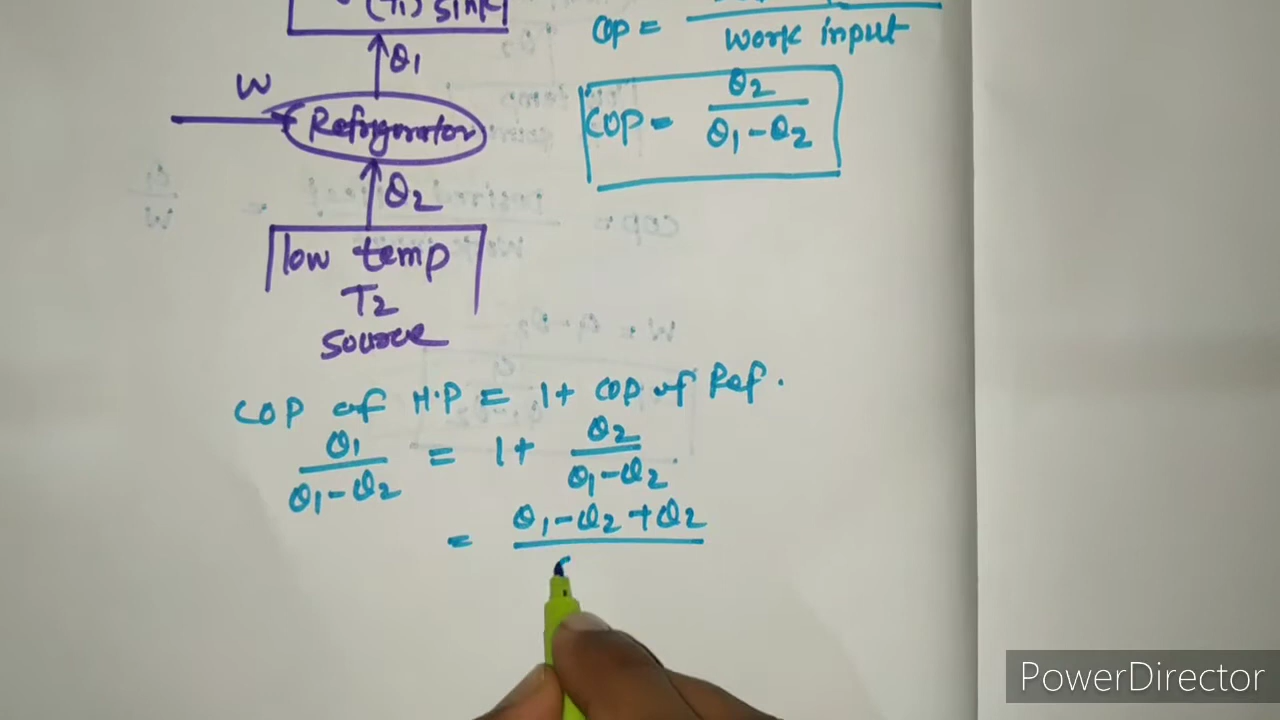 (T1) sink
Q1
W
Refrigerator
Q2
low temp
T2
source
COP = work input
COP = Q2 / Q1-Q2
COP of H.P = 1+ COP of Ref.
Q1 / Q1-Q2 = 1+ Q2 / Q1-Q2
= Q1-Q2+Q2
PowerDirector